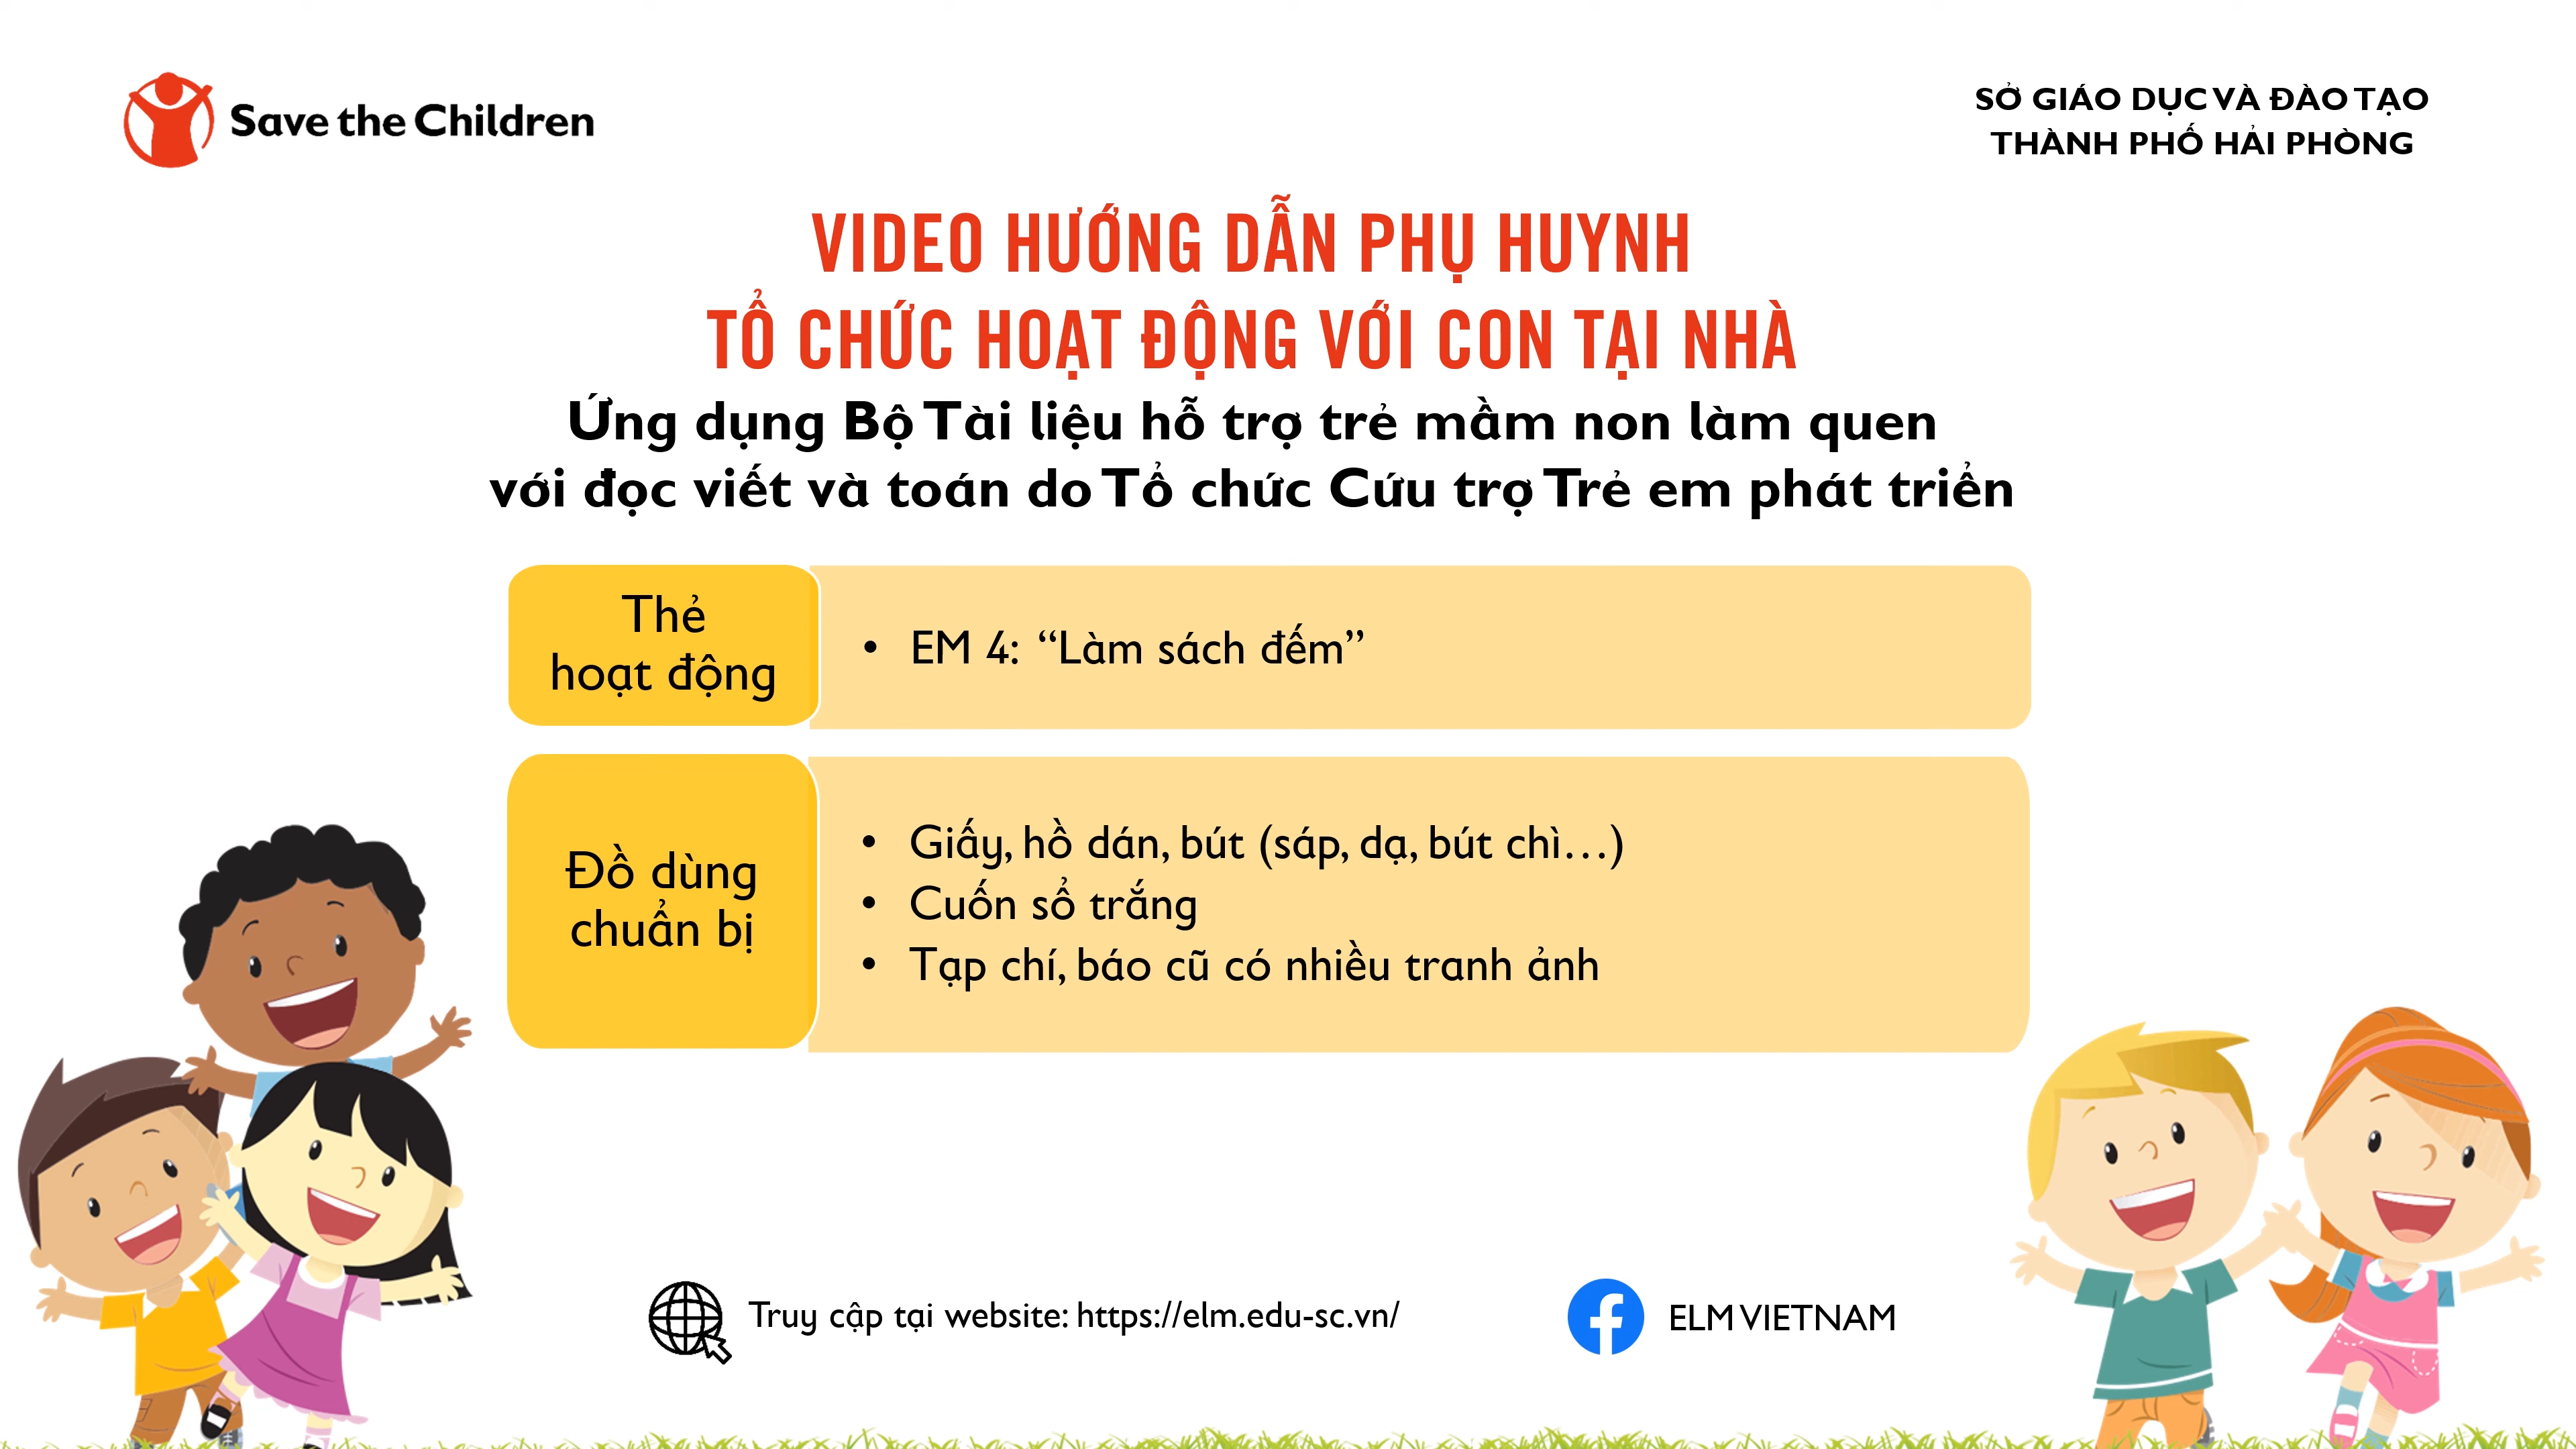 Save the Children
SỞ GIÁO DỤC VÀ ĐÀO TẠO
THÀNH PHỐ HẢI PHÒNG
VIDEO HƯỚNG DẪN PHỤ HUYNH
TỔ CHỨC HOẠT ĐỘNG VỚI CON TẠI NHÀ
Ứng dụng Bộ Tài liệu hỗ trợ trẻ mầm non làm quen
với đọc viết và toán do Tổ chức Cứu trợ Trẻ em phát triển
Thẻ
hoạt động
• EM 4: “Làm sách đếm”
Đồ dùng
chuẩn bị
• Giấy, hồ dán, bút (sáp, dạ, bút chì…)
• Cuốn sổ trắng
• Tạp chí, báo cũ có nhiều tranh ảnh
Truy cập tại website: https://elm.edu-sc.vn/
ELM VIETNAM